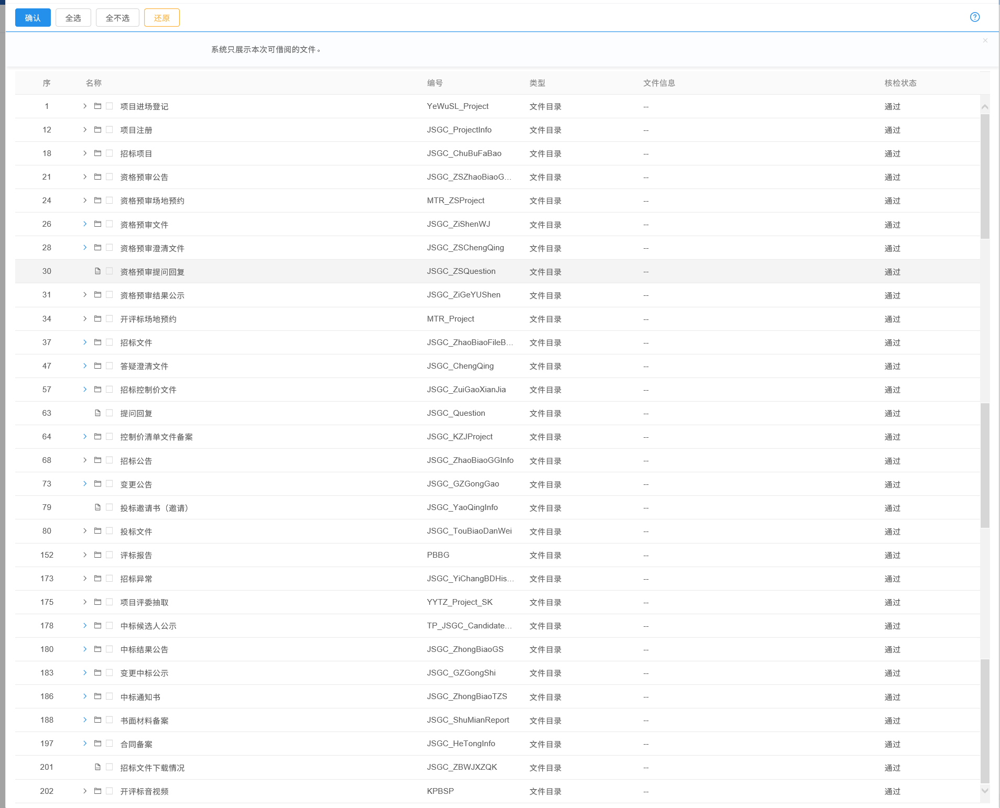 确认 全选 全不选 还原
系统只展示本次可借阅的文件。
序 名称 编号 类型 文件信息 核检状态
1 项目进场登记 YeWuSL_Project 文件目录 -- 通过
12 项目注册 JSGC_ProjectInfo 文件目录 -- 通过
18 招标项目 JSGC_ChuBuFaBao 文件目录 -- 通过
21 资格预审公告 JSGC_ZSZhaoBiaoG... 文件目录 -- 通过
24 资格预审场地预约 MTR_ZSProject 文件目录 -- 通过
26 资格预审文件 JSGC_ZiShenWJ 文件目录 -- 通过
28 资格预审澄清文件 JSGC_ZSChengQing 文件目录 -- 通过
30 资格预审提问回复 JSGC_ZSQuestion 文件目录 -- 通过
31 资格预审结果公示 JSGC_ZiGeYUShen 文件目录 -- 通过
34 开评标场地预约 MTR_Project 文件目录 -- 通过
37 招标文件 JSGC_ZhaoBiaoFileB... 文件目录 -- 通过
47 答疑澄清文件 JSGC_ChengQing 文件目录 -- 通过
57 招标控制价文件 JSGC_ZuiGaoXianJia 文件目录 -- 通过
63 提问回复 JSGC_Question 文件目录 -- 通过
64 控制价清单文件备案 JSGC_KZJProject 文件目录 -- 通过
68 招标公告 JSGC_ZhaoBiaoGGInfo 文件目录 -- 通过
73 变更公告 JSGC_GZGongGao 文件目录 -- 通过
79 投标邀请书（邀请） JSGC_YaoQingInfo 文件目录 -- 通过
80 投标文件 JSGC_TouBiaoDanWei 文件目录 -- 通过
152 评标报告 PBBG 文件目录 -- 通过
173 招标异常 JSGC_YiChangBDHis... 文件目录 -- 通过
175 项目评委抽取 YYTZ_Project_SK 文件目录 -- 通过
178 中标候选人公示 TP_JSGC_Candidate... 文件目录 -- 通过
180 中标结果公告 JSGC_ZhongBiaoGS 文件目录 -- 通过
183 变更中标公示 JSGC_GZGongShi 文件目录 -- 通过
186 中标通知书 JSGC_ZhongBiaoTZS 文件目录 -- 通过
188 书面材料备案 JSGC_ShuMianReport 文件目录 -- 通过
197 合同备案 JSGC_HeTongInfo 文件目录 -- 通过
201 招标文件下载情况 JSGC_ZBWJXZQK 文件目录 -- 通过
202 开评标音视频 KPBSP 文件目录 -- 通过